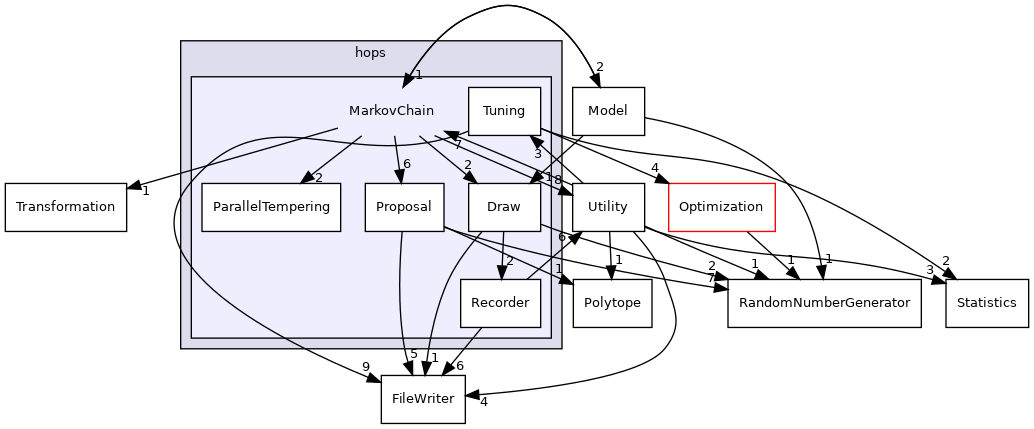 hops
1
2
MarkovChain
Tuning
Model
7
3
6
2
4
1
2
1
8
Transformation
ParallelTempering
Proposal
Draw
Utility
Optimization
6
2
1
1
2
7
1
1
1
3
2
Recorder
Polytope
RandomNumberGenerator
Statistics
9
5
1
6
4
FileWriter